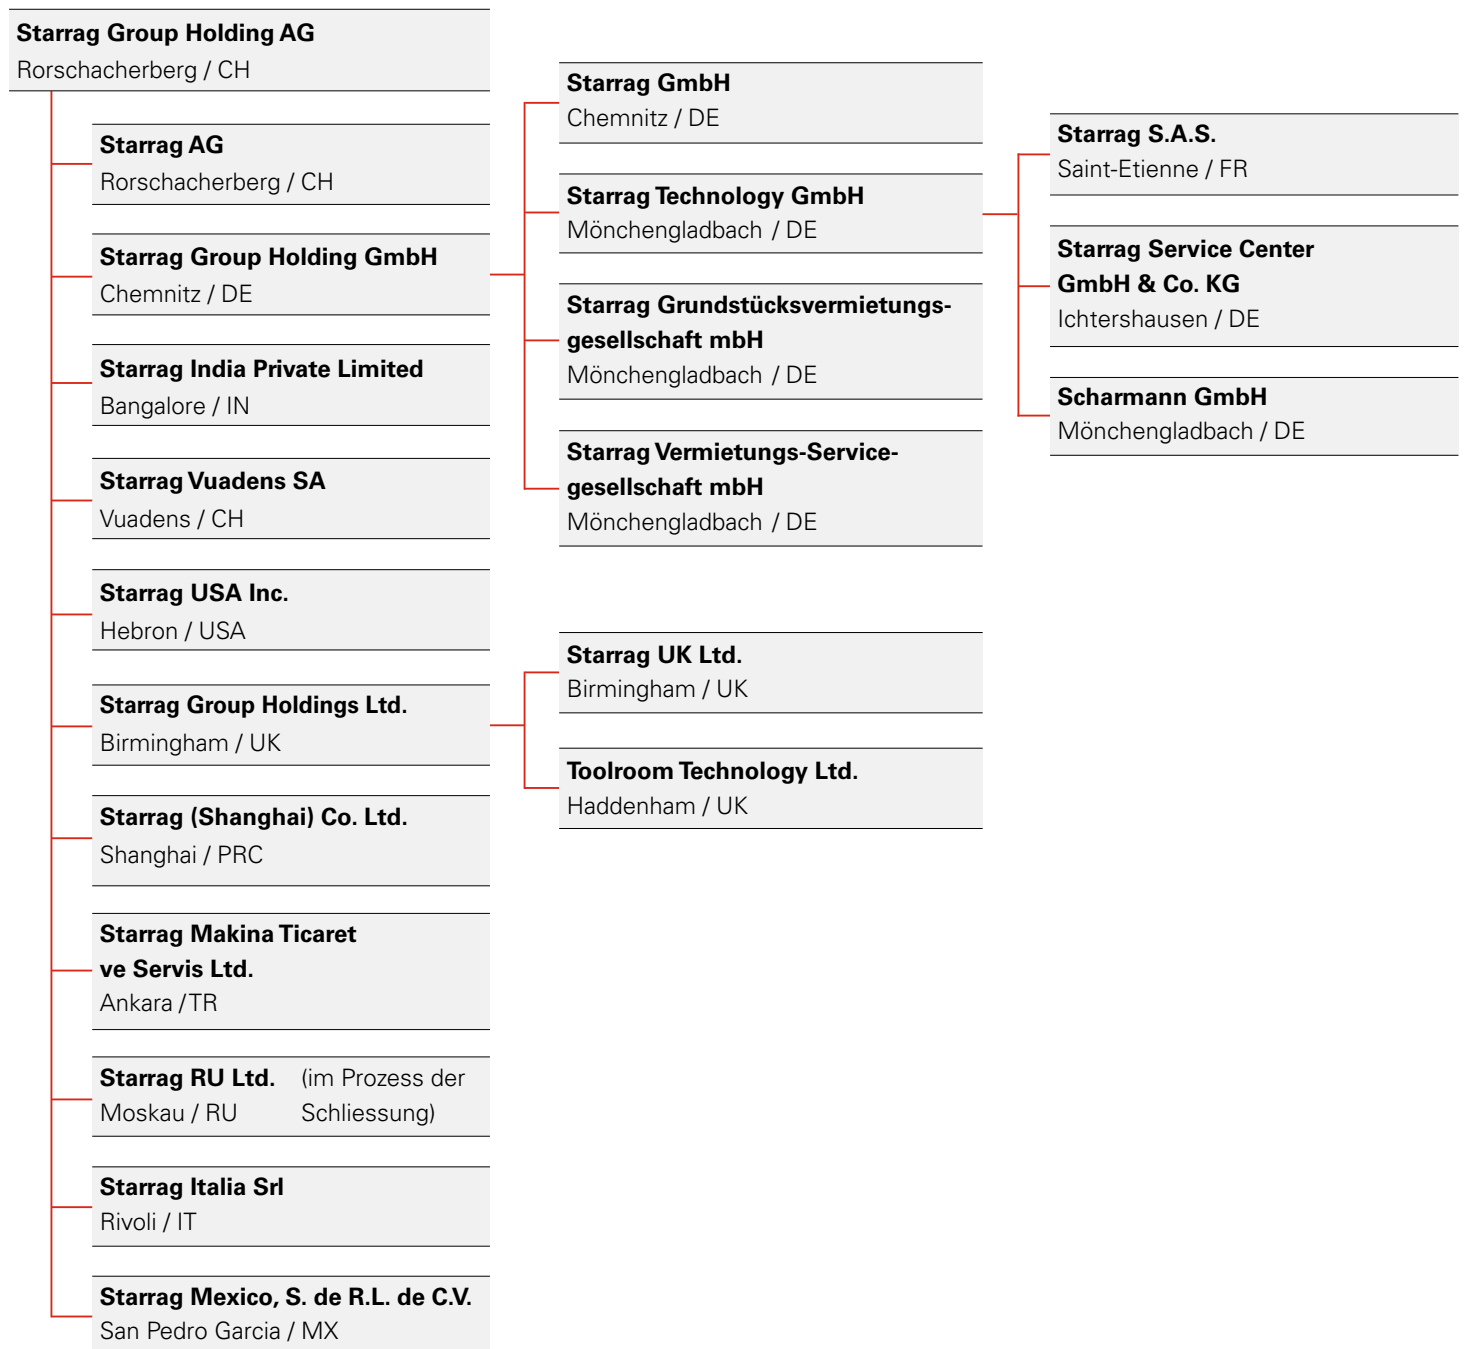 Starrag Group Holding AG
Rorschacherberg / CH
Starrag AG
Rorschacherberg / CH
Starrag Group Holding GmbH
Chemnitz / DE
Starrag India Private Limited
Bangalore / IN
Starrag Vuadens SA
Vuadens / CH
Starrag USA Inc.
Hebron / USA
Starrag Group Holdings Ltd.
Birmingham / UK
Starrag (Shanghai) Co. Ltd.
Shanghai / PRC
Starrag Makina Ticaret
ve Servis Ltd.
Ankara / TR
Starrag RU Ltd. (im Prozess der
Moskau / RU Schliessung)
Starrag Italia Srl
Rivoli / IT
Starrag Mexico, S. de R.L. de C.V.
San Pedro Garcia / MX
Starrag GmbH
Chemnitz / DE
Starrag Technology GmbH
Mönchengladbach / DE
Starrag Grundstücksvermietungs-
gesellschaft mbH
Mönchengladbach / DE
Starrag Vermietungs-Service-
gesellschaft mbH
Mönchengladbach / DE
Starrag UK Ltd.
Birmingham / UK
Toolroom Technology Ltd.
Haddenham / UK
Starrag S.A.S.
Saint-Etienne / FR
Starrag Service Center
GmbH & Co. KG
Ichtershausen / DE
Scharmann GmbH
Mönchengladbach / DE